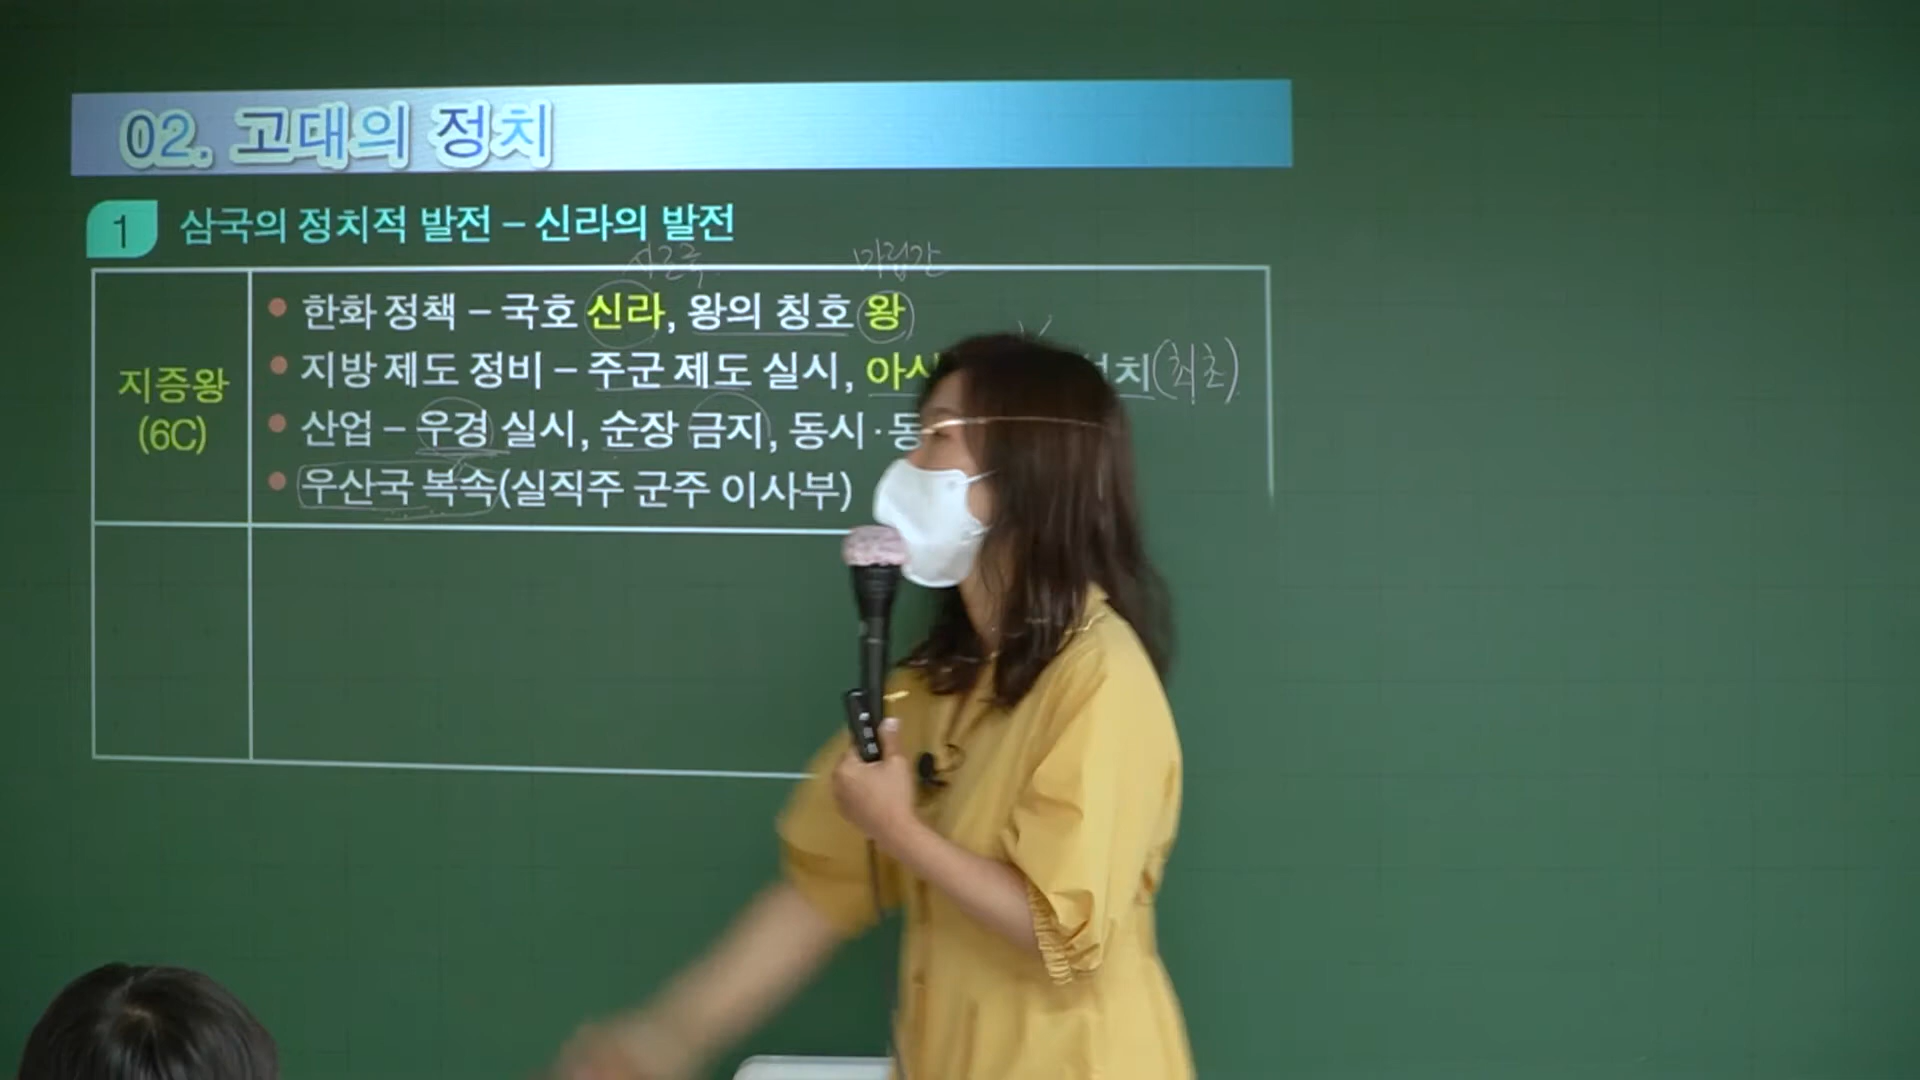 02. 고대의 정치
1 삼국의 정치적 발전 – 신라의 발전
사로국 마립간
지증왕
(6C)
• 한화 정책 – 국호 신라, 왕의 칭호 왕
• 지방 제도 정비 – 주군 제도 실시, 치(최초)
• 산업 – 우경 실시, 순장 금지, 동시·
• 우산국 복속(실직주 군주 이사부)